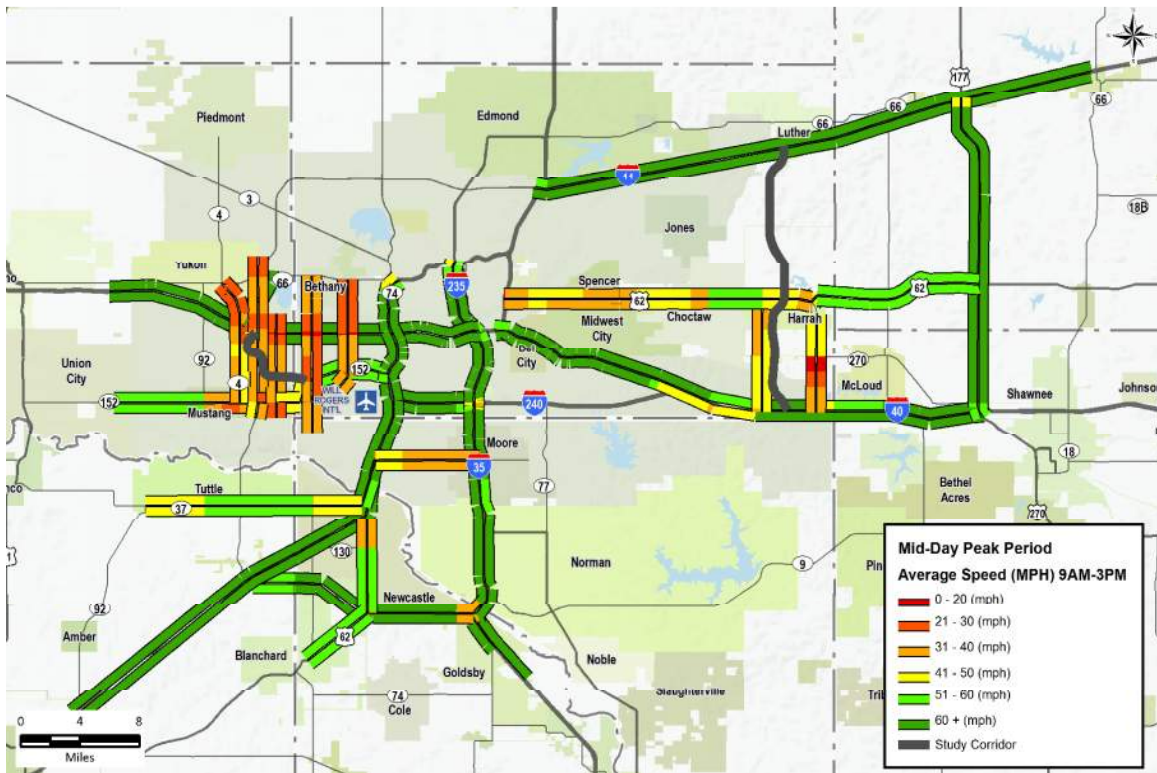 Piedmont
Edmond
177
66
66
66
66
Luther
44
3
4
18B
Jones
Yukon
66
Bethany
74
235
Spencer
62
62
Midwest
City
Choctaw
Harrah
Del
City
92
Union
City
4
152
WILL
ROGERS
INT'L
270
McLoud
152
Mustang
240
40
Shawnee
Johnson
Moore
35
18
Tuttle
77
Bethel
Acres
37
270
130
Norman
9
92
Newcastle
Amber
62
Blanchard
Goldsby
Noble
74
Cole
Slaughterville
Mid-Day Peak Period
Average Speed (MPH) 9AM-3PM
0 - 20 (mph)
21 - 30 (mph)
31 - 40 (mph)
41 - 50 (mph)
51 - 60 (mph)
60 + (mph)
Study Corridor
0 4 8
Miles